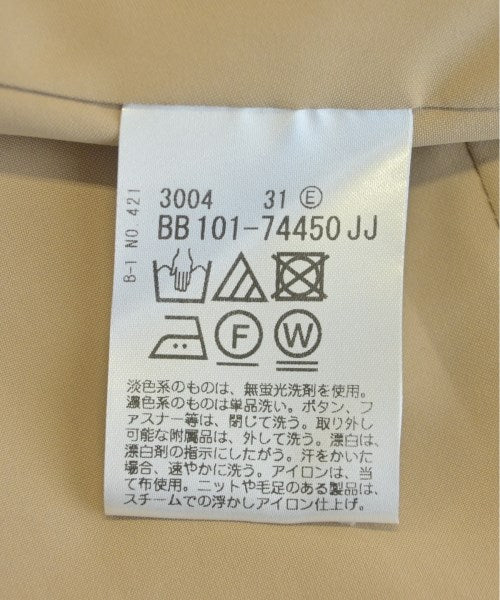 B-1 NO. 421
3004 31 Ⓔ
BB101-74450JJ
F W
淡色系のものは、無蛍光洗剤を使用。
濃色系のものは単品洗い。ボタン、フ
ァスナー等は、閉じて洗う。取り外し
可能な附属品は、外して洗う。漂白は、
漂白剤の指示にしたがう。汗をかいた
場合、速やかに洗う。アイロンは、当
て布使用。ニットや毛足のある製品は、
スチームでの浮かしアイロン仕上げ。